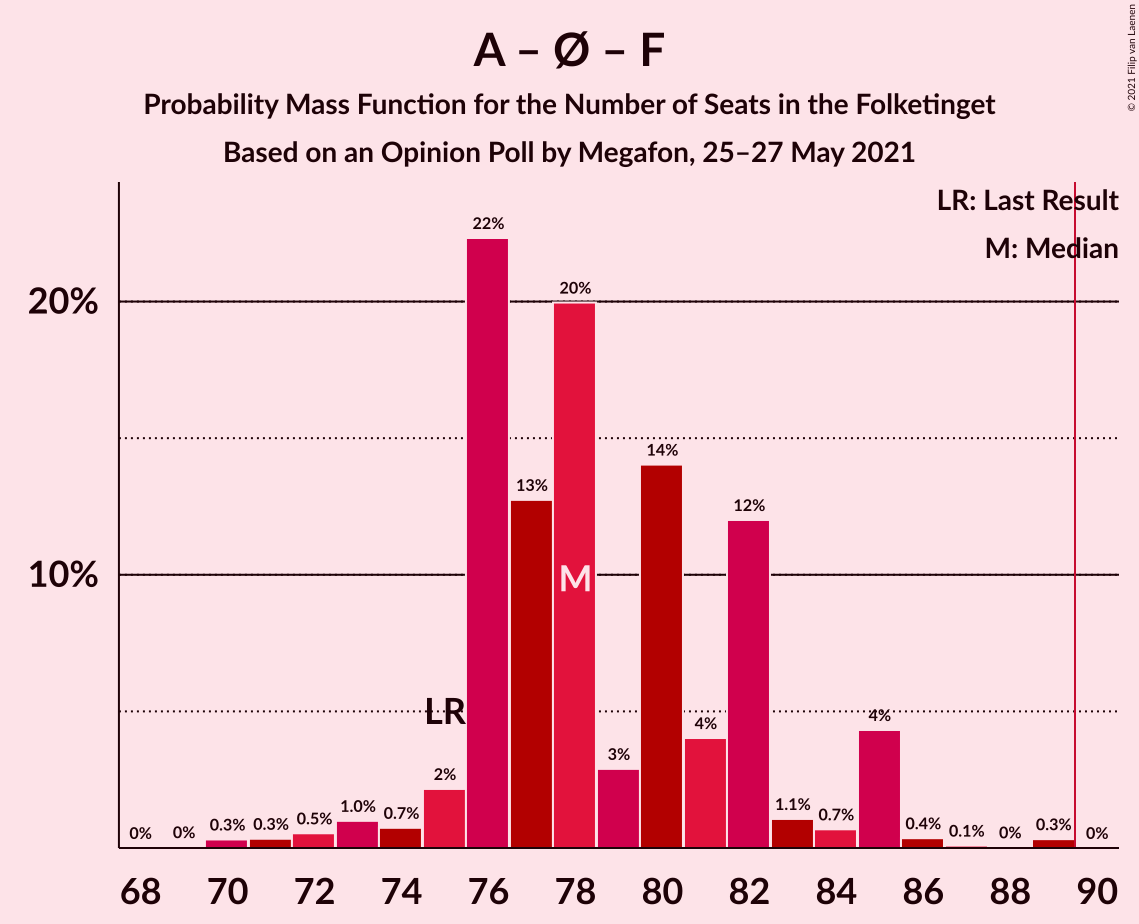 A – Ø – F
Probability Mass Function for the Number of Seats in the Folketinget
Based on an Opinion Poll by Megafon, 25–27 May 2021
© 2021 Filip van Laenen
LR: Last Result
M: Median
20%
10%
0%
0%
0.3%
0.3%
0.5%
1.0%
0.7%
2%
LR
22%
13%
20%
M
3%
14%
4%
12%
1.1%
0.7%
4%
0.4%
0.1%
0%
0.3%
0%
68 70 72 74 76 78 80 82 84 86 88 90